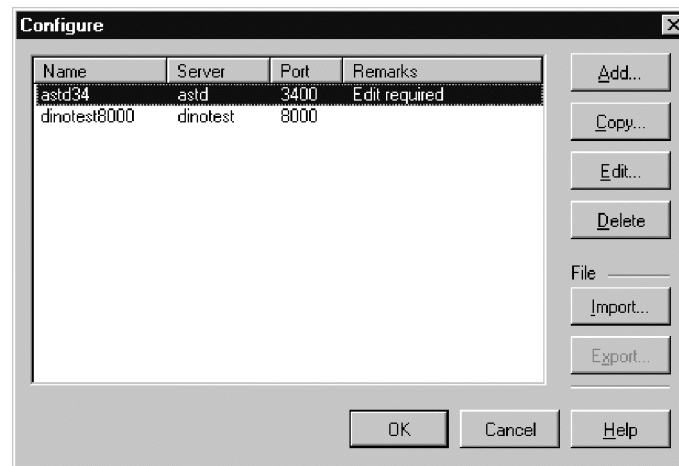 Configure
Name Server Port Remarks
astd34 astd 3400 Edit required
dinotest8000 dinotest 8000
Add...
Copy...
Edit...
Delete
File
Import...
Export...
OK Cancel Help